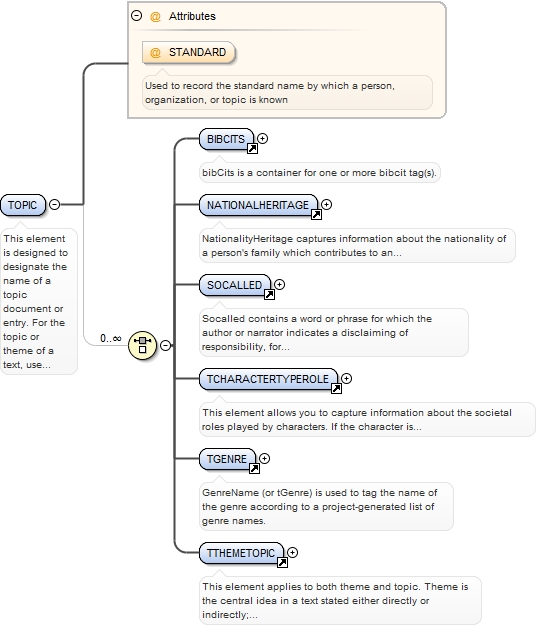 Attributes
@ STANDARD
Used to record the standard name by which a person,
organization, or topic is known
BIBCITS
bibCits is a container for one or more bibcit tag(s).
TOPIC
This element
is designed to
designate the
name of a
topic
document or
entry. For the
topic or
theme of a
text, use...
0..∞
NATIONALHERITAGE
NationalityHeritage captures information about the nationality of
a person's family which contributes to an...
SOCALLED
Socalled contains a word or phrase for which the
author or narrator indicates a disclaiming of
responsibility, for...
TCHARACTERTYPEROLE
This element allows you to capture information about the societal
roles played by characters. If the character is...
TGENRE
GenreName (or tGenre) is used to tag the name of
the genre according to a project-generated list of
genre names.
TTHEMETOPIC
This element applies to both theme and topic. Theme is
the central idea in a text stated either directly or
indirectly;...